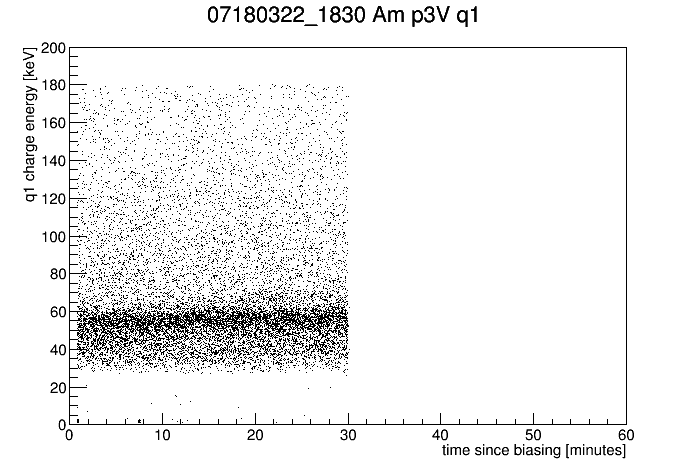 07180322_1830 Am p3V q1
q1 charge energy [keV]
200
180
160
140
120
100
80
60
40
20
0
0 10 20 30 40 50 60
time since biasing [minutes]